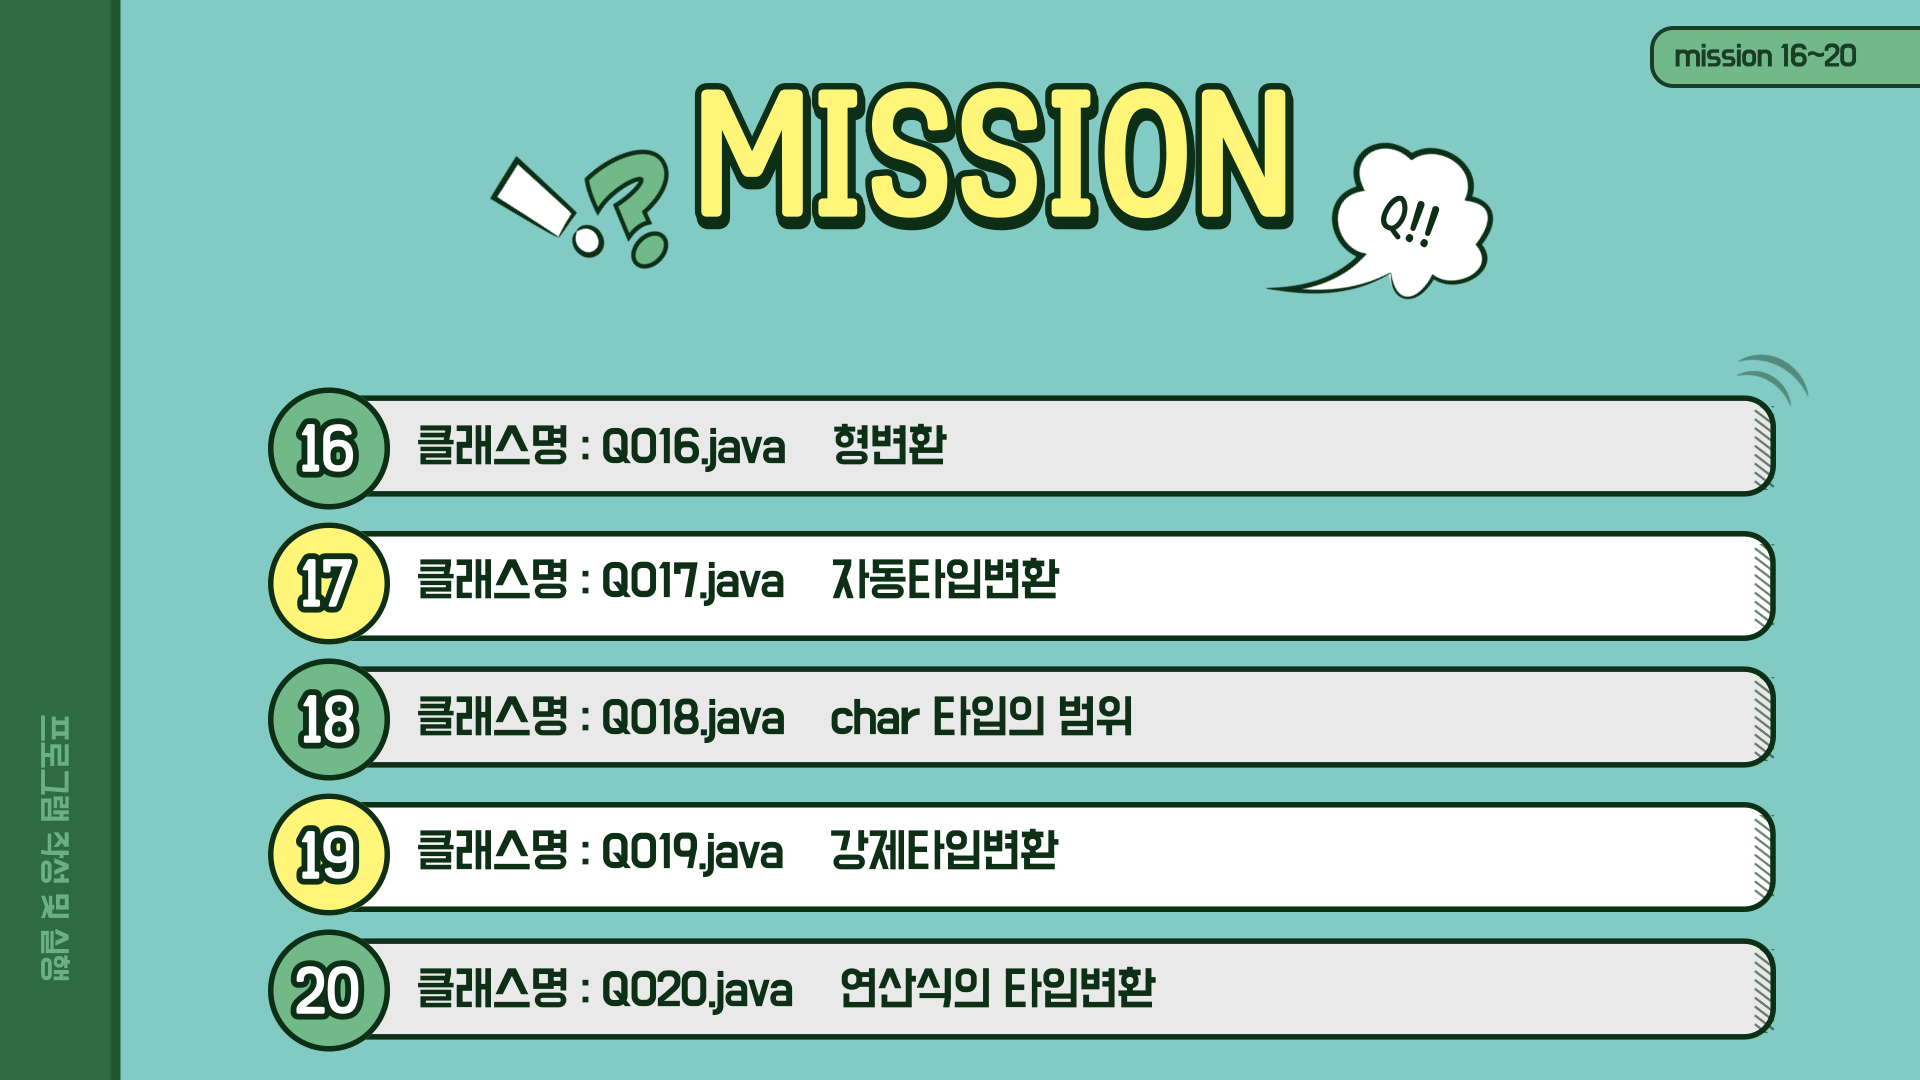 mission 16~20
MISSION
Q!!
16 클래스명 : Q016.java 형변환
17 클래스명 : Q017.java 자동타입변환
18 클래스명 : Q018.java char 타입의 범위
19 클래스명 : Q019.java 강제타입변환
20 클래스명 : Q020.java 연산식의 타입변환
프로그램 작성 및 실행